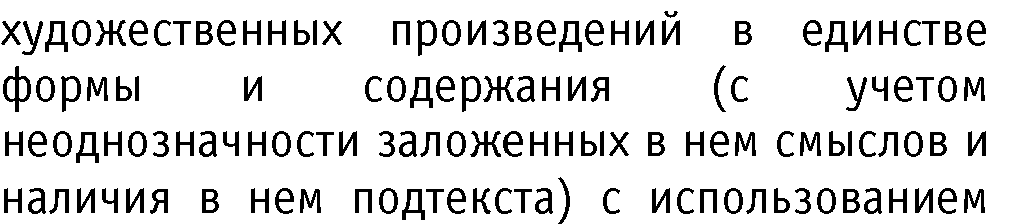 художественных произведений в единстве
формы и содержания (с учетом
неоднозначности заложенных в нем смыслов и
наличия в нем подтекста) с использованием